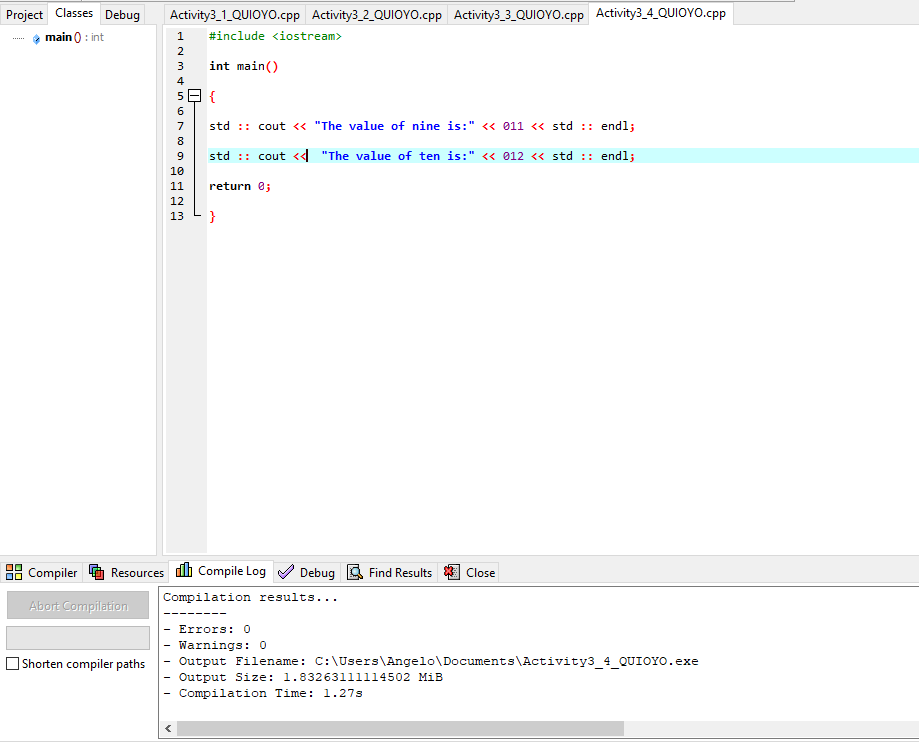 Project Classes Debug
main () : int
Activity3_1_QUIOYO.cpp Activity3_2_QUIOYO.cpp Activity3_3_QUIOYO.cpp Activity3_4_QUIOYO.cpp
1 #include <iostream>
2
3 int main()
4
5 {
6
7 std :: cout << "The value of nine is:" << 011 << std :: endl;
8
9 std :: cout <<  "The value of ten is:" << 012 << std :: endl;
10
11 return 0;
12
13 }
Compiler Resources Compile Log Debug Find Results Close
Abort Compilation
Shorten compiler paths
Compilation results...
--------
- Errors: 0
- Warnings: 0
- Output Filename: C:\Users\Angelo\Documents\Activity3_4_QUIOYO.exe
- Output Size: 1.83263111114502 MiB
- Compilation Time: 1.27s